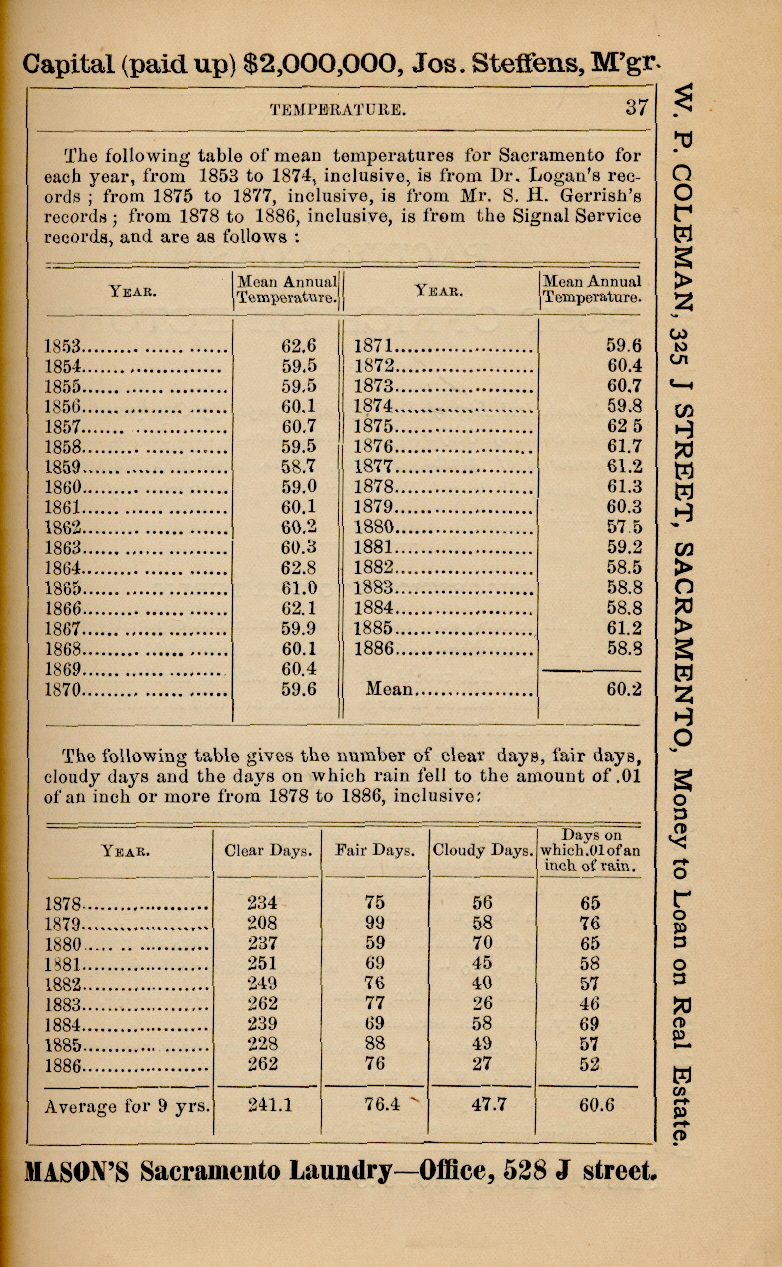 Capital (paid up) $2,000,000, Jos. Steffens, M'gr.
TEMPERATURE. 37
The following table of mean temperatures for Sacramento for
each year, from 1853 to 1874, inclusive, is from Dr. Logan's rec-
ords ; from 1875 to 1877, inclusive, is from Mr. S. H. Gerrish's
records ; from 1878 to 1886, inclusive, is from the Signal Service
records, and are as follows :
YEAR. Mean Annual Temperature. YEAR. Mean Annual Temperature.
1853........................ 62.6 1871..................... 59.6
1854........................ 59.5 1872..................... 60.4
1855........................ 59.5 1873..................... 60.7
1856........................ 60.1 1874..................... 59.8
1857........................ 60.7 1875..................... 62 5
1858........................ 59.5 1876..................... 61.7
1859........................ 58.7 1877..................... 61.2
1860........................ 59.0 1878..................... 61.3
1861........................ 60.1 1879..................... 60.3
1862........................ 60.2 1880..................... 57.5
1863........................ 60.3 1881..................... 59.2
1864........................ 62.8 1882..................... 58.5
1865........................ 61.0 1883..................... 58.8
1866........................ 62.1 1884..................... 58.8
1867........................ 59.9 1885..................... 61.2
1868........................ 60.1 1886..................... 58.8
1869........................ 60.4
1870........................ 59.6 Mean.................. 60.2
The following table gives the number of clear days, fair days,
cloudy days and the days on which rain fell to the amount of .01
of an inch or more from 1878 to 1886, inclusive:
YEAR. Clear Days. Fair Days. Cloudy Days. Days on which .01 of an inch of rain.
1878................... 234 75 56 65
1879................... 208 99 58 76
1880................... 237 59 70 65
1881................... 251 69 45 58
1882................... 249 76 40 57
1883................... 262 77 26 46
1884................... 239 69 58 69
1885................... 228 88 49 57
1886................... 262 76 27 52
Average for 9 yrs. 241.1 76.4 47.7 60.6
MASON'S Sacramento Laundry—Office, 528 J street.
W. P. COLEMAN, 325 J STREET, SACRAMENTO, Money to Loan on Real Estate.